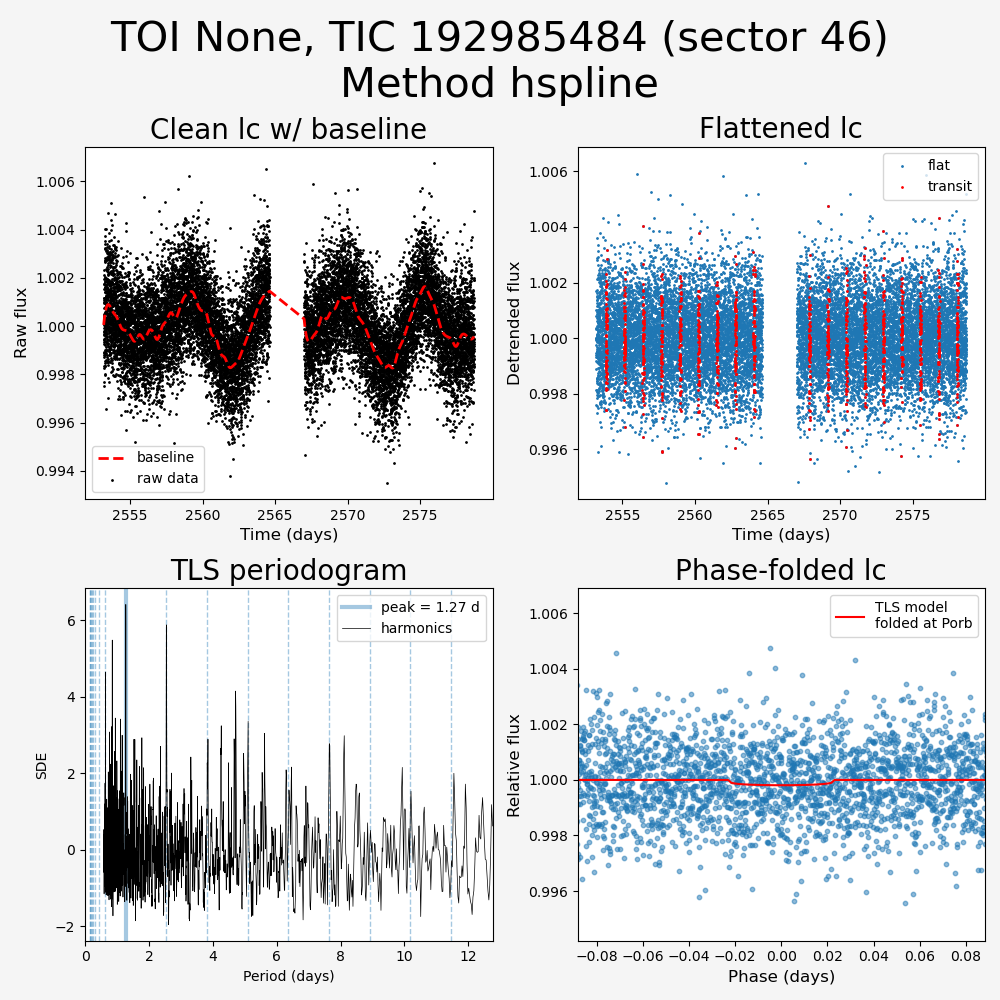 TOI None, TIC 192985484 (sector 46)
Method hspline
Clean lc w/ baseline
Raw flux
1.006
1.004
1.002
1.000
0.998
0.996
0.994
baseline
raw data
2555 2560 2565 2570 2575
Time (days)
Flattened lc
Detrended flux
1.006
1.004
1.002
1.000
0.998
0.996
flat
transit
2555 2560 2565 2570 2575
Time (days)
TLS periodogram
SDE
6
4
2
0
−2
peak = 1.27 d
harmonics
0 2 4 6 8 10 12
Period (days)
Phase-folded lc
Relative flux
1.006
1.004
1.002
1.000
0.998
0.996
TLS model
folded at Porb
−0.08 −0.06 −0.04 −0.02 0.00 0.02 0.04 0.06 0.08
Phase (days)